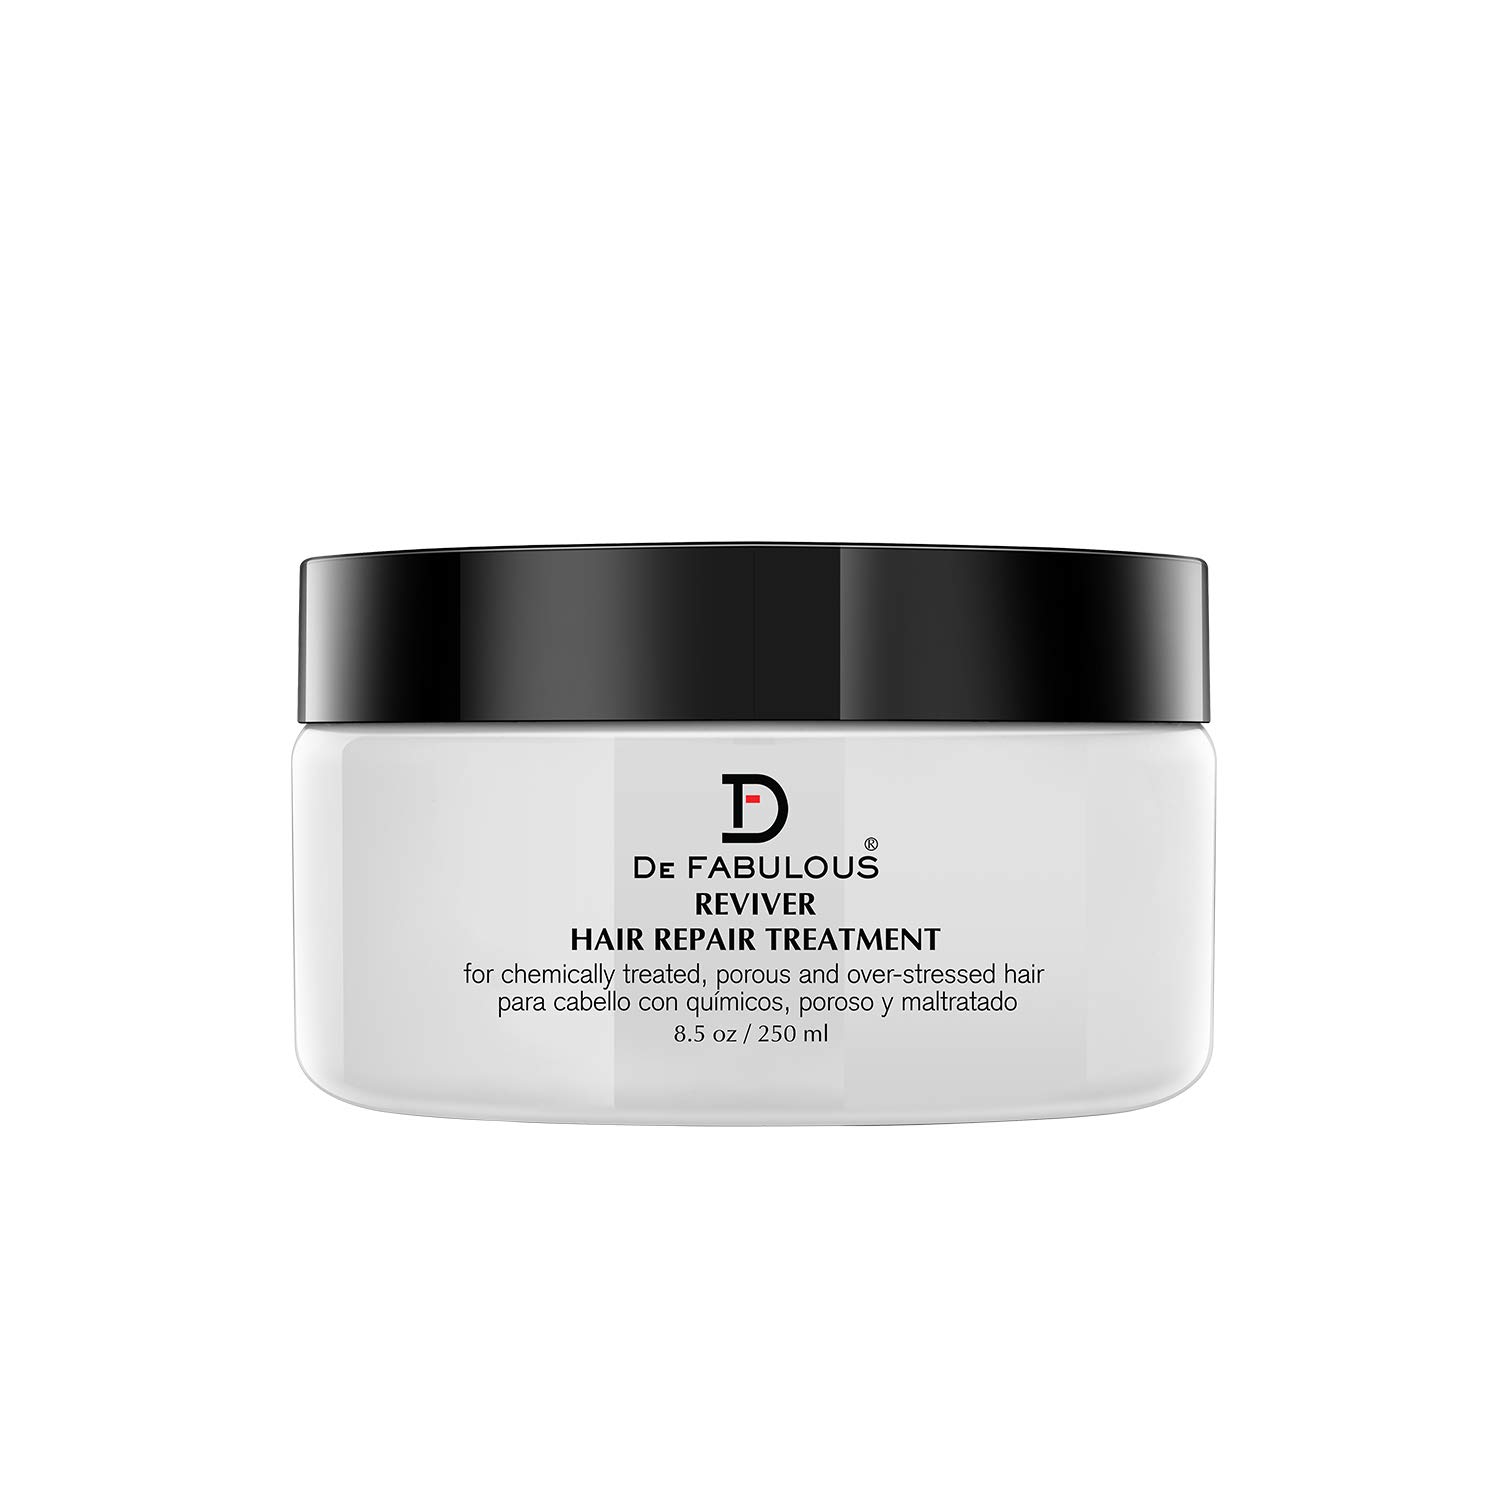 DE FABULOUS®
REVIVER
HAIR REPAIR TREATMENT
for chemically treated, porous and over-stressed hair
para cabello con químicos, poroso y maltratado
8.5 oz / 250 ml